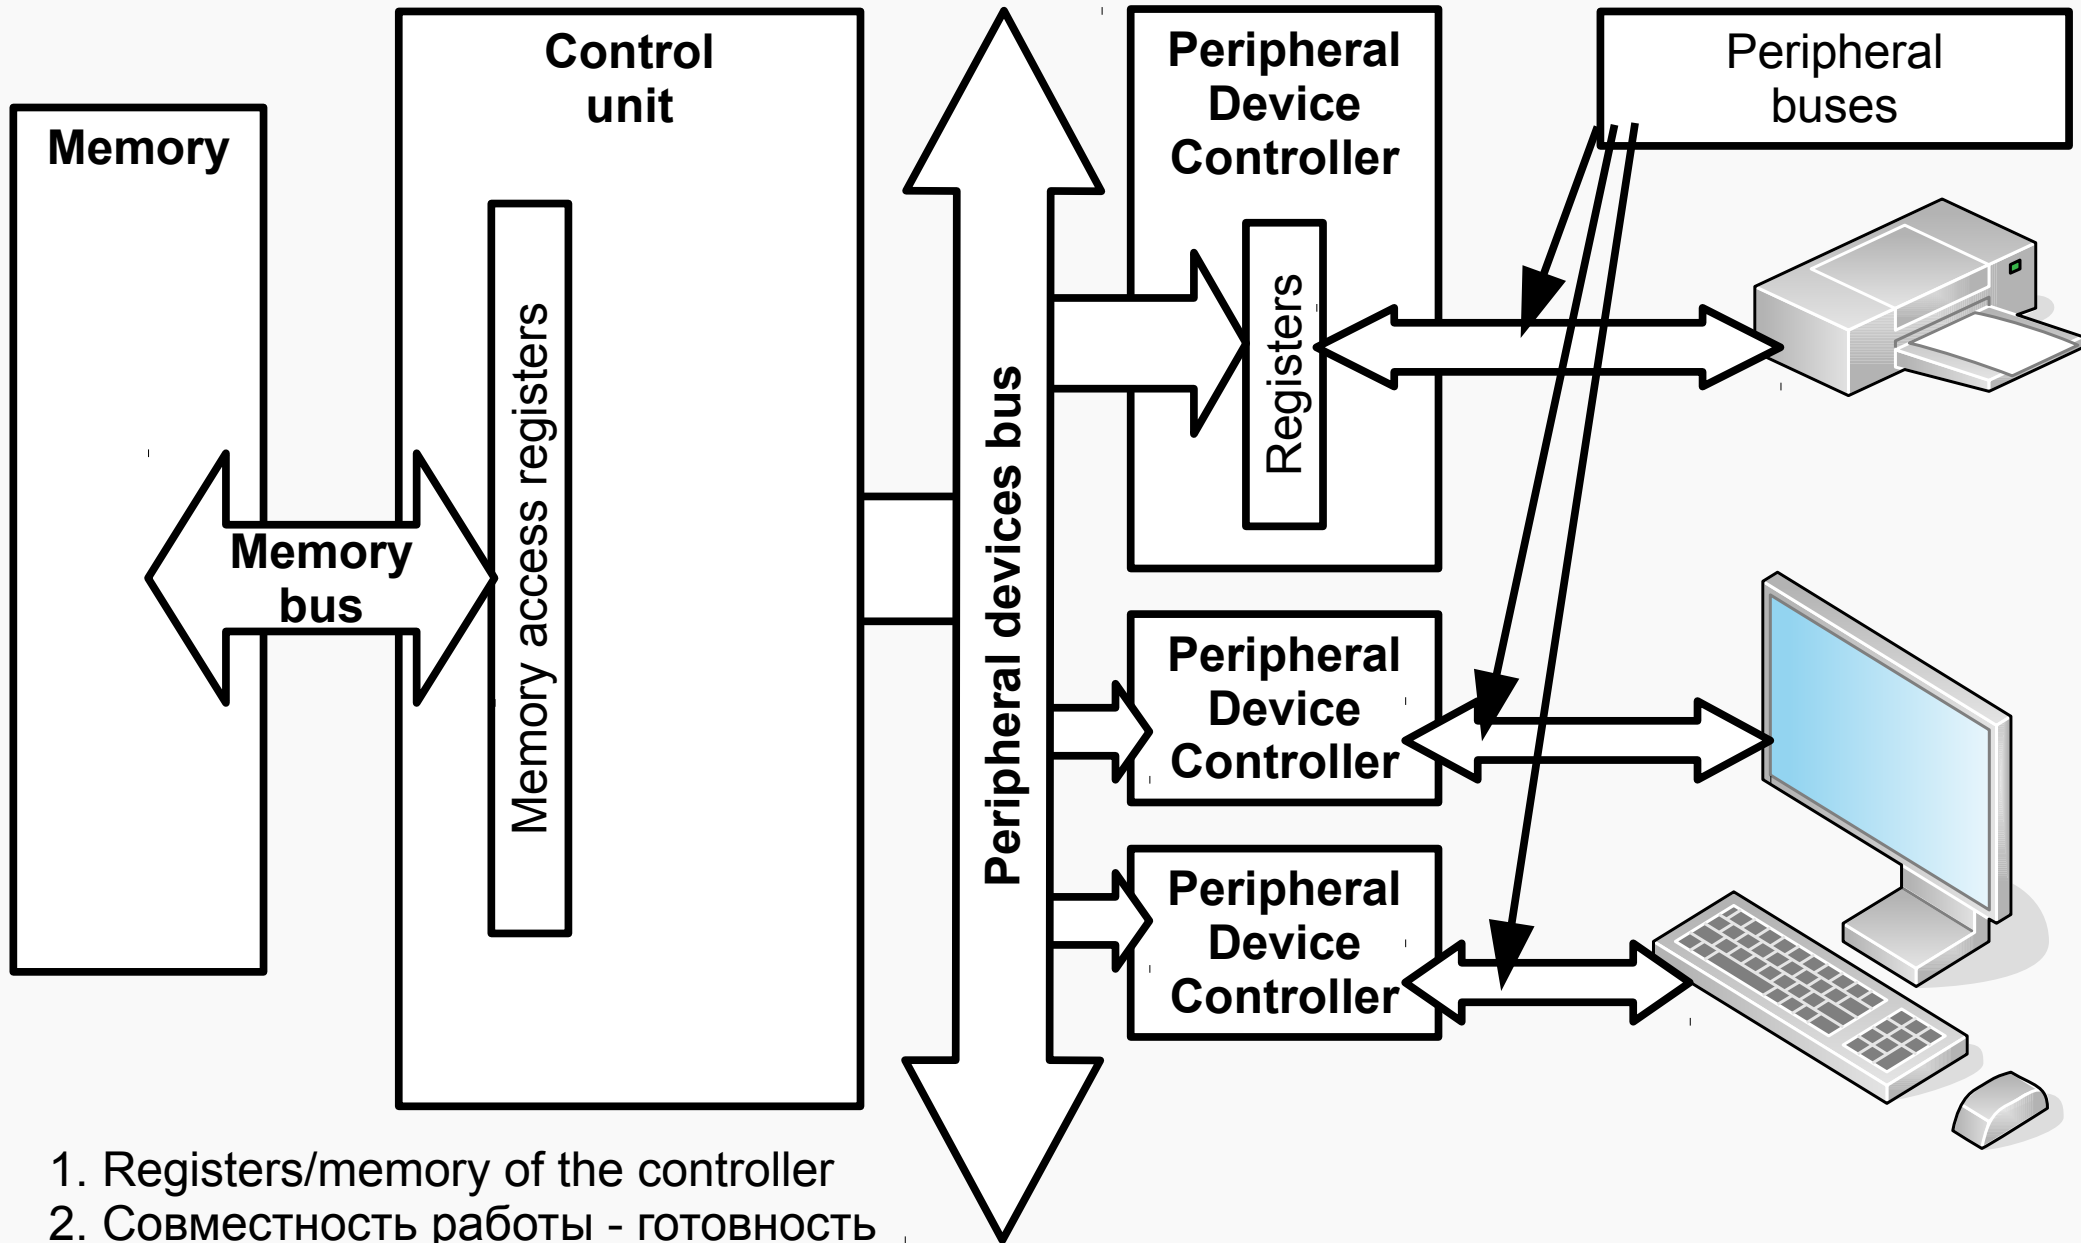 Control
unit
Memory
Memory access registers
Memory
bus
Peripheral devices bus
Peripheral
Device
Controller
Registers
Peripheral
buses
Peripheral
Device
Controller
Peripheral
Device
Controller
1. Registers/memory of the controller
2. Совместность работы - готовность